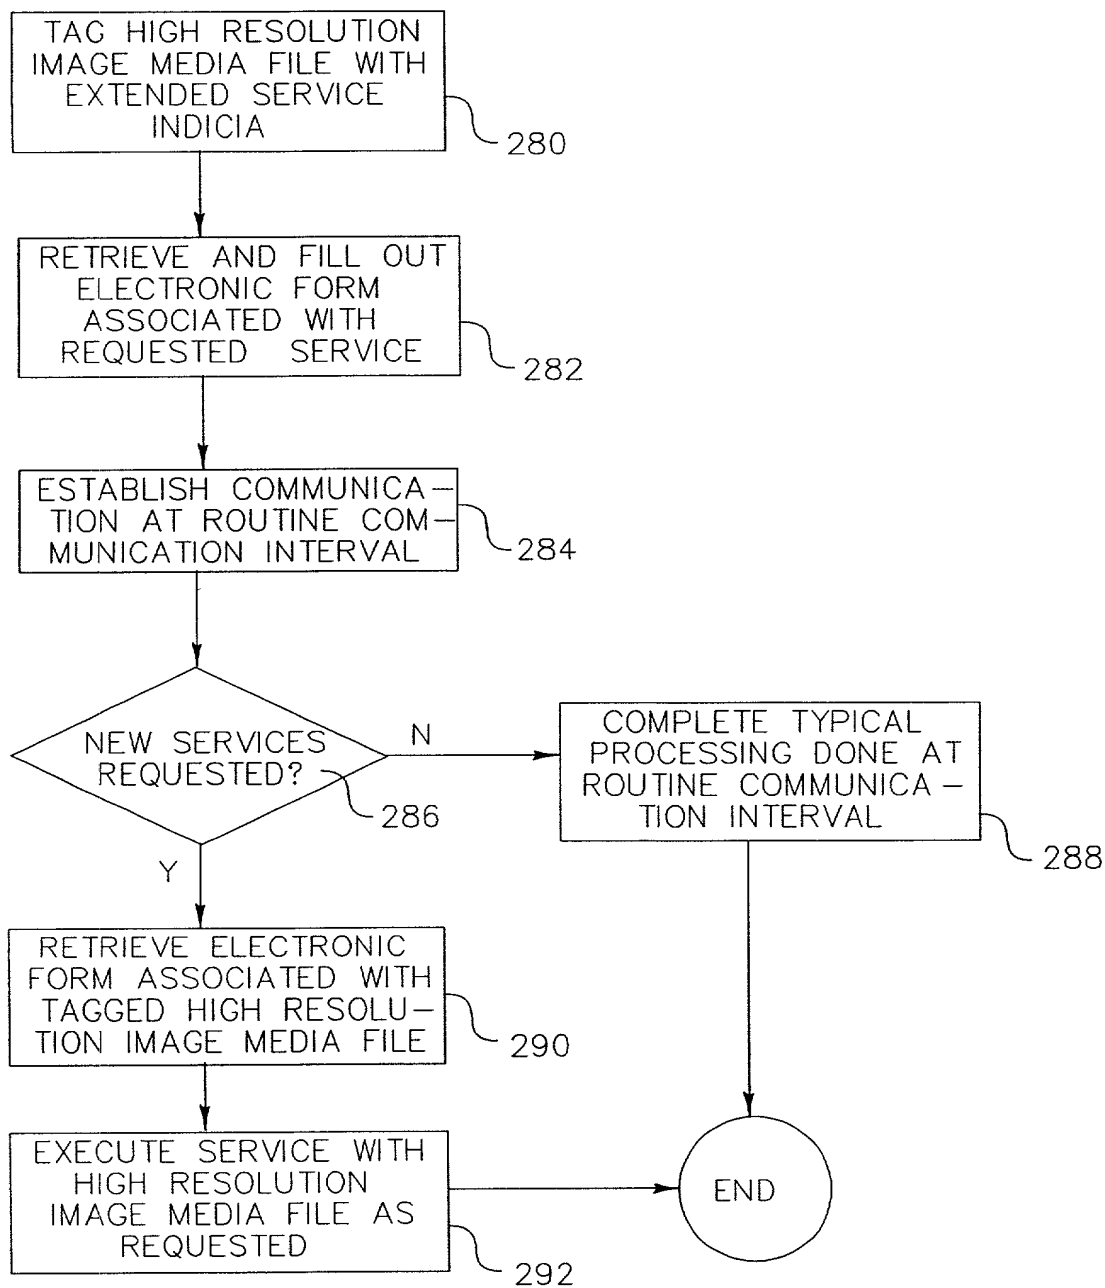 TAG HIGH RESOLUTION
IMAGE MEDIA FILE WITH
EXTENDED SERVICE
INDICIA
280
RETRIEVE AND FILL OUT
ELECTRONIC FORM
ASSOCIATED WITH
REQUESTED SERVICE
282
ESTABLISH COMMUNICA-
TION AT ROUTINE COM-
MUNICATION INTERVAL
284
NEW SERVICES
REQUESTED?
286
N
COMPLETE TYPICAL
PROCESSING DONE AT
ROUTINE COMMUNICA-
TION INTERVAL
288
Y
RETRIEVE ELECTRONIC
FORM ASSOCIATED WITH
TAGGED HIGH RESOLU-
TION IMAGE MEDIA FILE
290
EXECUTE SERVICE WITH
HIGH RESOLUTION
IMAGE MEDIA FILE AS
REQUESTED
292
END